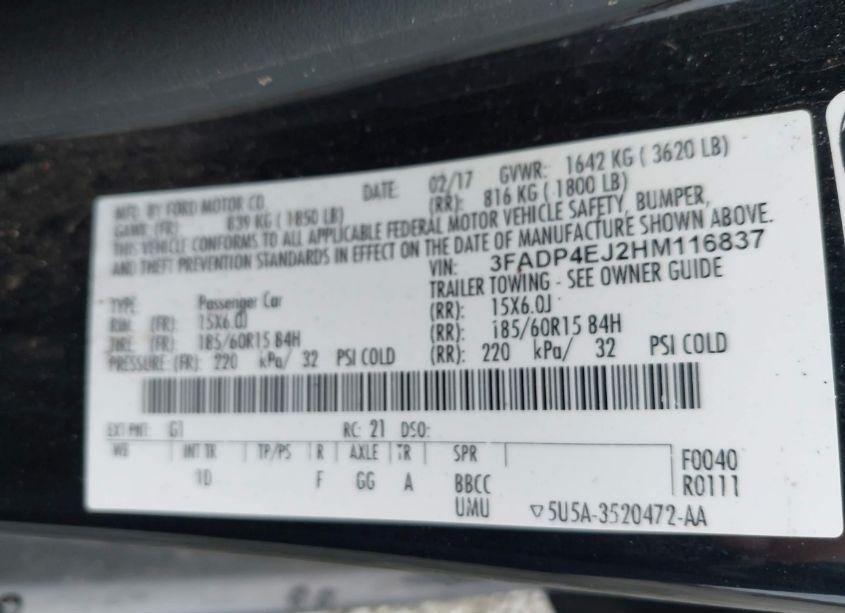 MFD. BY FORD MOTOR CO. DATE: 02/17 GVWR: 1642 KG ( 3620 LB)
GAWR: (FR): 839 KG ( 1850 LB) (RR): 816 KG ( 1800 LB)
THIS VEHICLE CONFORMS TO ALL APPLICABLE FEDERAL MOTOR VEHICLE SAFETY, BUMPER,
AND THEFT PREVENTION STANDARDS IN EFFECT ON THE DATE OF MANUFACTURE SHOWN ABOVE.
VIN: 3FADP4EJ2HM116837
TYPE: Passenger Car TRAILER TOWING - SEE OWNER GUIDE
RIM: (FR): 15X6.0J (RR): 15X6.0J
TIRE: (FR): 185/60R15 84H (RR): 185/60R15 84H
PRESSURE: (FR): 220 kPa/ 32 PSI COLD (RR): 220 kPa/ 32 PSI COLD
EXT PNT: G1 RC: 21 DSO:
WB INT TR TP/PS R AXLE TR SPR F0040
1D F GG A BBCC R0111
UMU ▽5U5A-3520472-AA